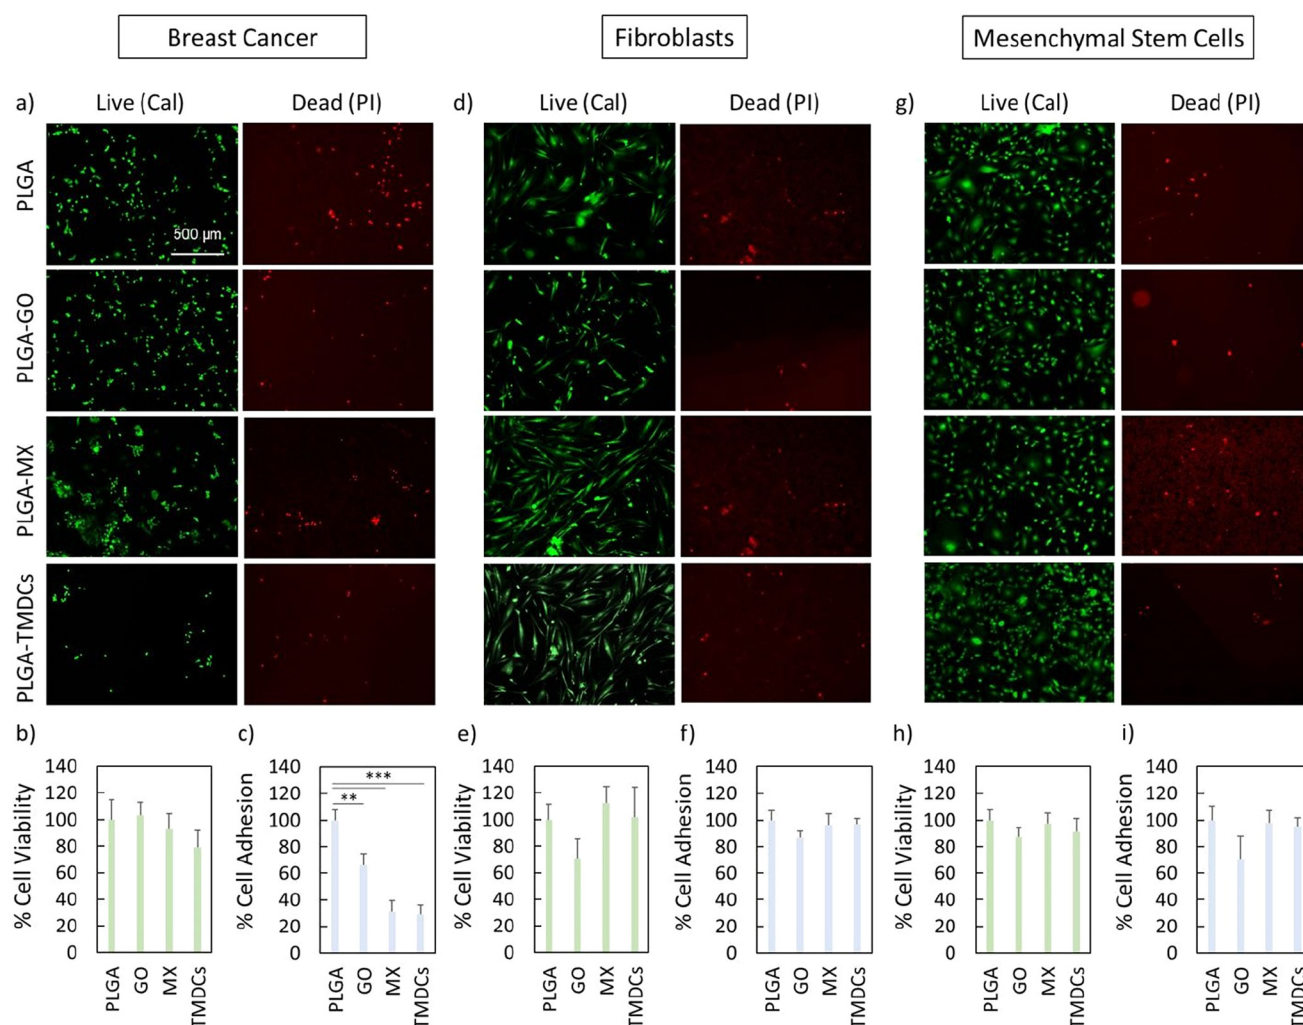 Breast Cancer
Fibroblasts
Mesenchymal Stem Cells
a) Live (Cal) Dead (PI)
d) Live (Cal) Dead (PI)
g) Live (Cal) Dead (PI)
PLGA
500 µm
PLGA-GO
PLGA-MX
PLGA-TMDCs
b)
% Cell Viability
140
120
100
80
60
40
20
0
PLGA
GO
MX
TMDCs
c)
% Cell Adhesion
140
120
100
80
60
40
20
0
***
**
PLGA
GO
MX
TMDCs
e)
% Cell Viability
140
120
100
80
60
40
20
0
PLGA
GO
MX
TMDCs
f)
% Cell Adhesion
140
120
100
80
60
40
20
0
PLGA
GO
MX
TMDCs
h)
% Cell Viability
140
120
100
80
60
40
20
0
PLGA
GO
MX
TMDCs
i)
% Cell Adhesion
140
120
100
80
60
40
20
0
PLGA
GO
MX
TMDCs